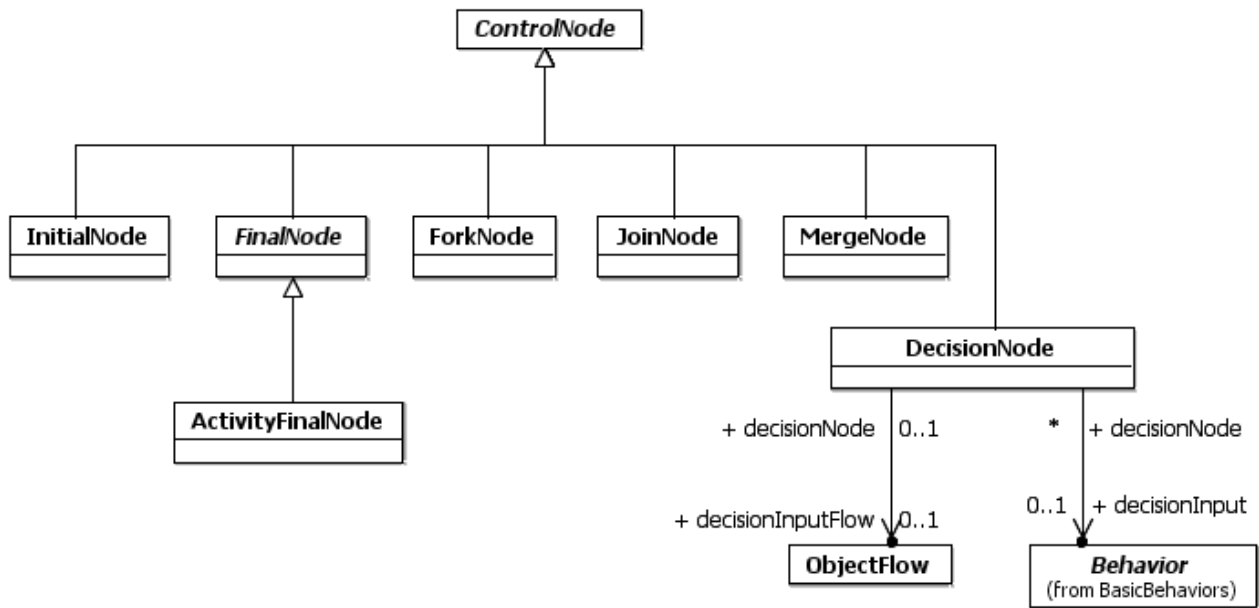 ControlNode
InitialNode
FinalNode
ForkNode
JoinNode
MergeNode
DecisionNode
ActivityFinalNode
+ decisionNode
0..1
*
+ decisionNode
+ decisionInputFlow
0..1
0..1
+ decisionInput
ObjectFlow
Behavior
(from BasicBehaviors)